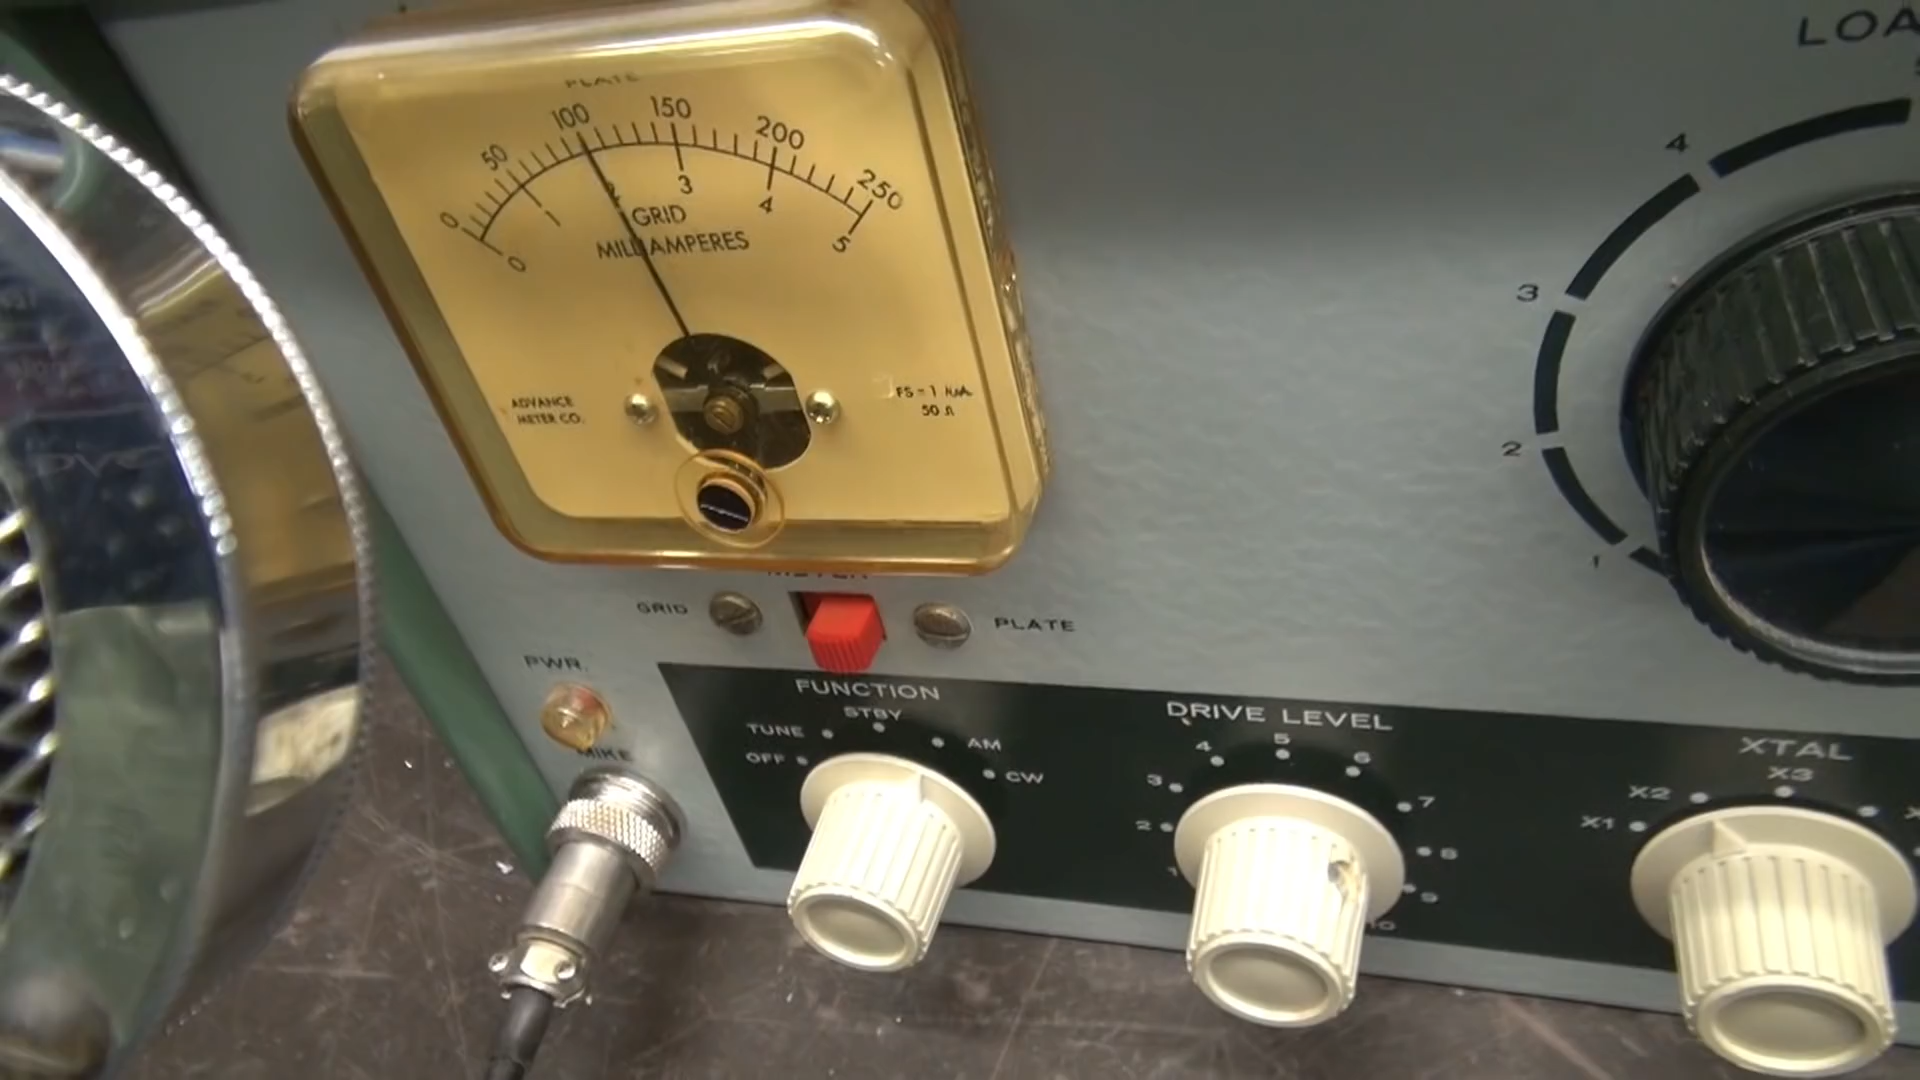 PLATE
0 50 100 150 200 250
0 1 2 3 4 5
GRID
MILLIAMPERES
ADVANCE
METER CO.
FS = 1 MA.
50 Ω
METER
GRID
PLATE
PWR.
MIKE
FUNCTION
OFF
TUNE
STBY
AM
CW
DRIVE LEVEL
1 2 3 4 5 6 7 8 9 10
XTAL
X1
X2
X3
1 2 3 4